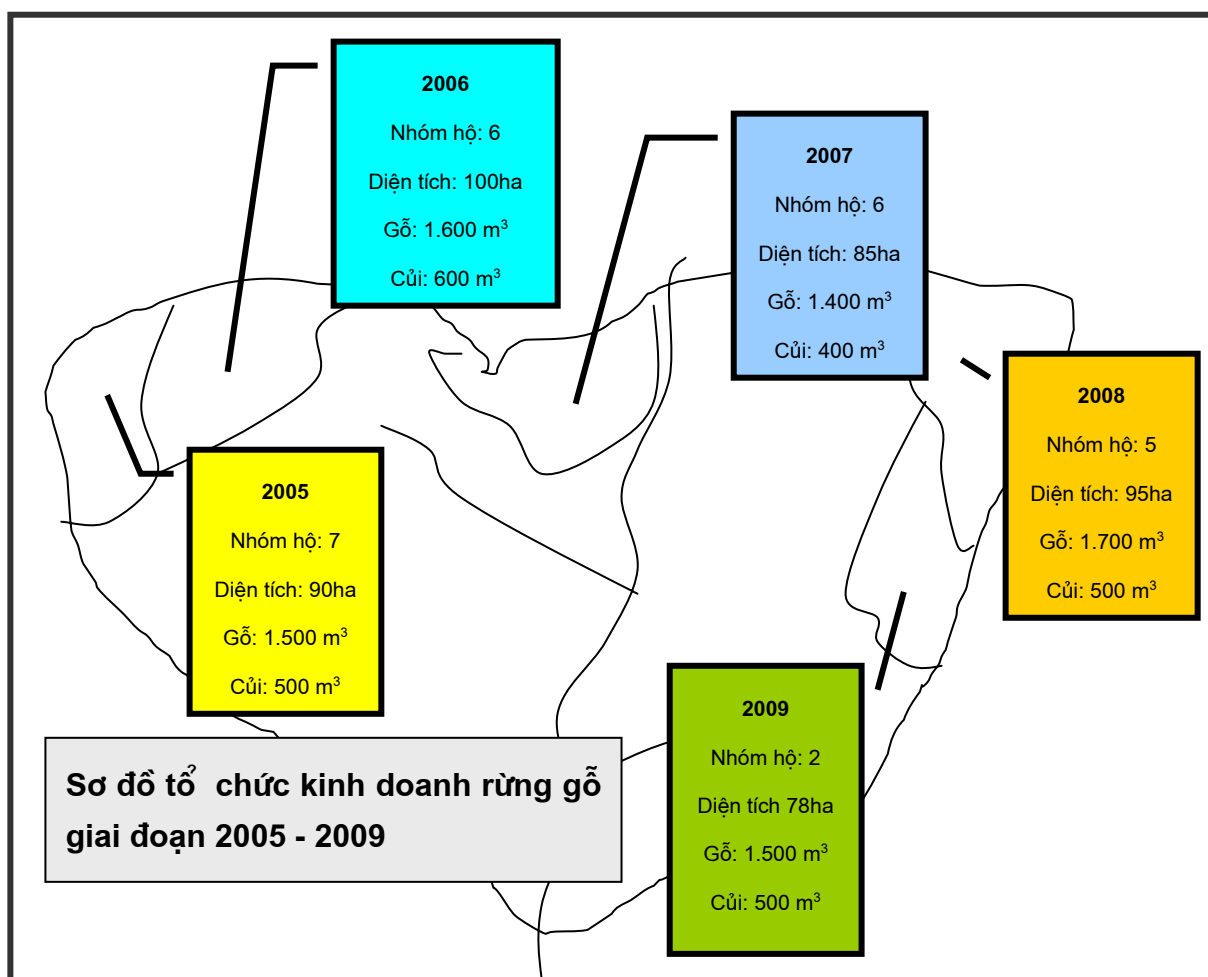 2006
Nhóm hộ: 6
Diện tích: 100ha
Gỗ: 1.600 m³
Củi: 600 m³
2007
Nhóm hộ: 6
Diện tích: 85ha
Gỗ: 1.400 m³
Củi: 400 m³
2008
Nhóm hộ: 5
Diện tích: 95ha
Gỗ: 1.700 m³
Củi: 500 m³
2005
Nhóm hộ: 7
Diện tích: 90ha
Gỗ: 1.500 m³
Củi: 500 m³
2009
Nhóm hộ: 2
Diện tích 78ha
Gỗ: 1.500 m³
Củi: 500 m³
Sơ đồ tổ chức kinh doanh rừng gỗ
giai đoạn 2005 - 2009